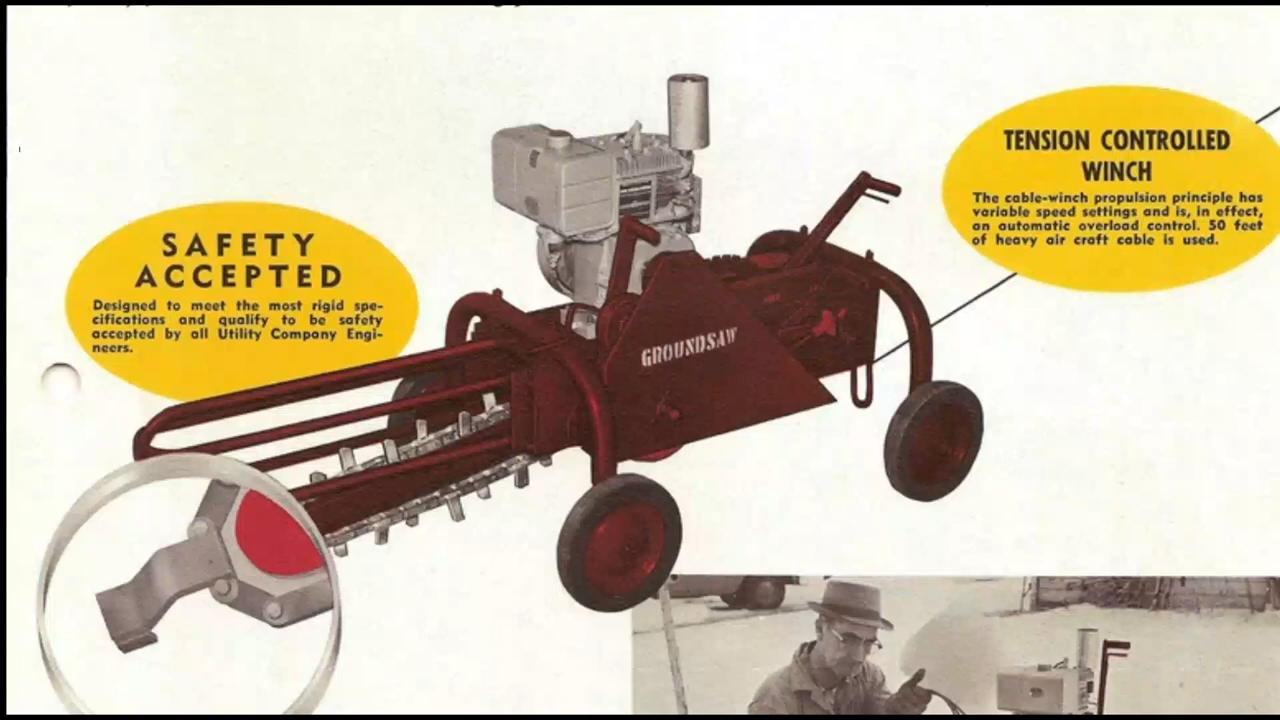 SAFETY
ACCEPTED
Designed to meet the most rigid spe-
cifications and qualify to be safety
accepted by all Utility Company Engi-
neers.
TENSION CONTROLLED
WINCH
The cable-winch propulsion principle has
variable speed settings and is, in effect,
an automatic overload control. 50 feet
of heavy air craft cable is used.
GROUNDSAW